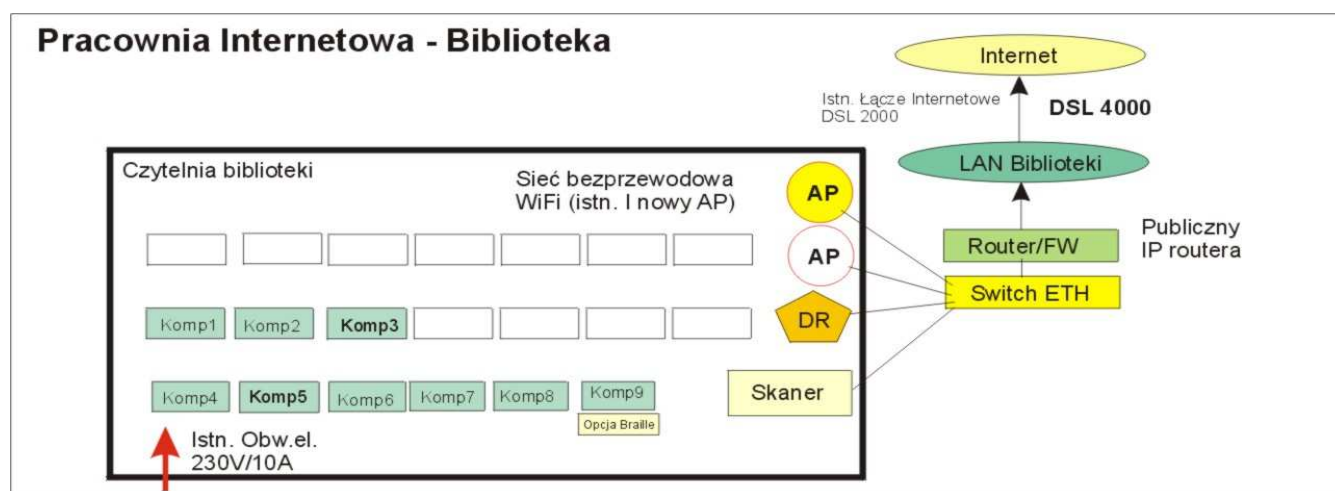 Pracownia Internetowa - Biblioteka
Internet
Istn. Łącze Internetowe
DSL 2000
DSL 4000
LAN Biblioteki
Czytelnia biblioteki
Sieć bezprzewodowa
WiFi (istn. I nowy AP)
AP
AP
Publiczny
IP routera
Router/FW
Switch ETH
Komp1
Komp2
Komp3
DR
Komp4
Komp5
Komp6
Komp7
Komp8
Komp9
Opcja Braille
Skaner
Istn. Obw.el.
230V/10A